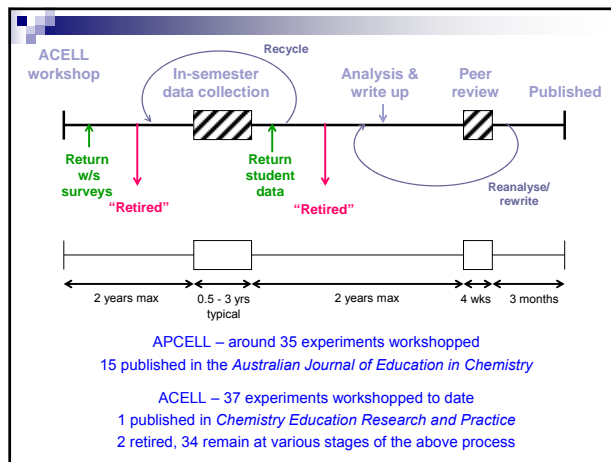 Recycle
ACELL
workshop
In-semester
data collection
Analysis &
write up
Peer
review
Published
Return
w/s
surveys
"Retired"
Return
student
data
"Retired"
Reanalyse/
rewrite
2 years max
0.5 - 3 yrs
typical
2 years max
4 wks
3 months
APCELL – around 35 experiments workshopped
15 published in the Australian Journal of Education in Chemistry
ACELL – 37 experiments workshopped to date
1 published in Chemistry Education Research and Practice
2 retired, 34 remain at various stages of the above process